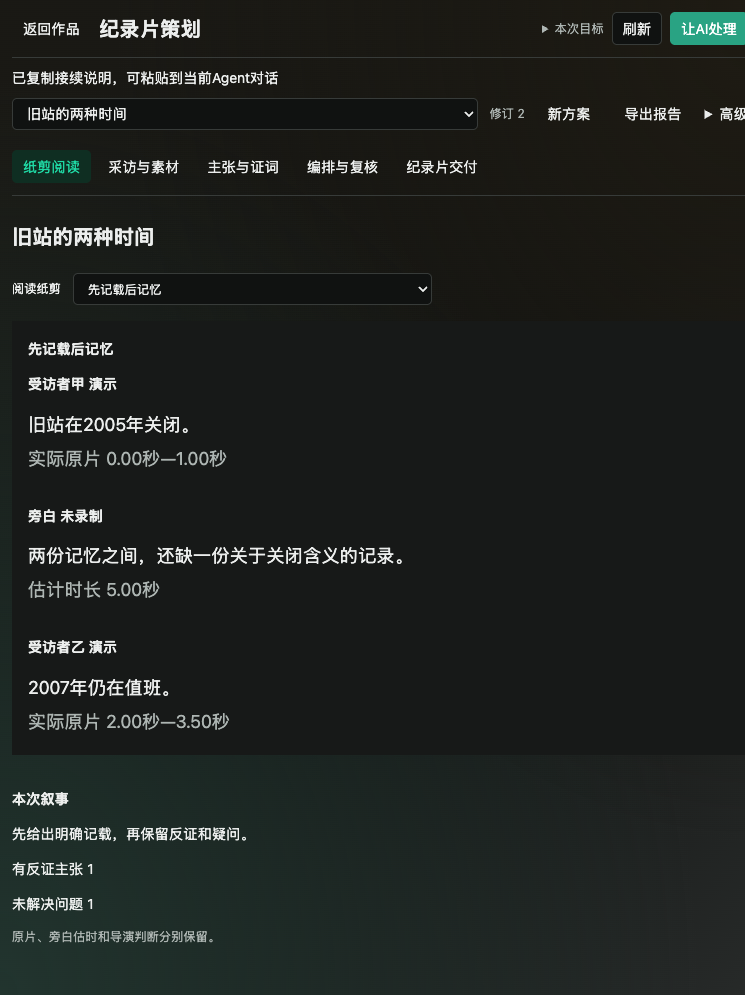 返回作品 纪录片策划 ▶ 本次目标 刷新 让AI处理
已复制接续说明，可粘贴到当前Agent对话
旧站的两种时间 修订 2 新方案 导出报告 ▶ 高级
纸剪阅读 采访与素材 主张与证词 编排与复核 纪录片交付
旧站的两种时间
阅读纸剪 先记载后记忆
先记载后记忆
受访者甲 演示
旧站在2005年关闭。
实际原片 0.00秒—1.00秒
旁白 未录制
两份记忆之间，还缺一份关于关闭含义的记录。
估计时长 5.00秒
受访者乙 演示
2007年仍在值班。
实际原片 2.00秒—3.50秒
本次叙事
先给出明确记载，再保留反证和疑问。
有反证主张 1
未解决问题 1
原片、旁白估时和导演判断分别保留。